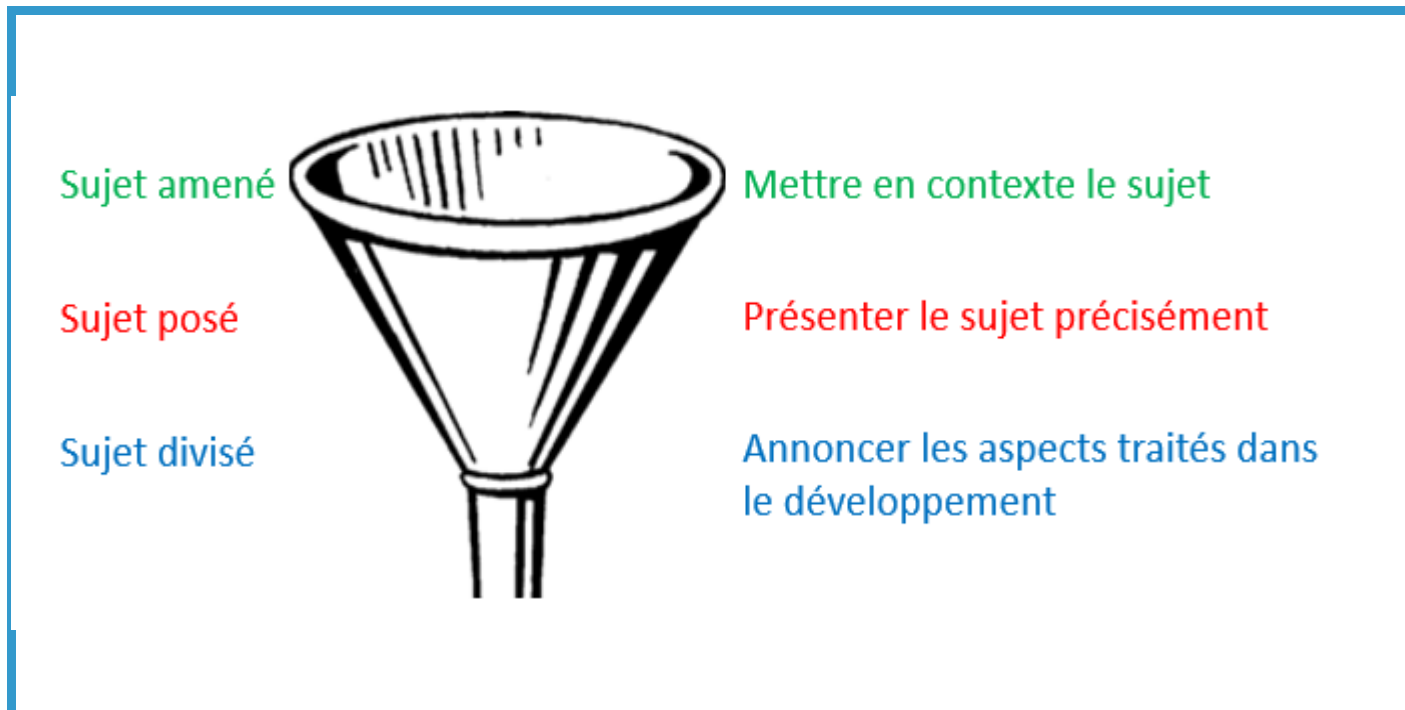 Sujet amené Mettre en contexte le sujet
Sujet posé Présenter le sujet précisément
Sujet divisé Annoncer les aspects traités dans
le développement